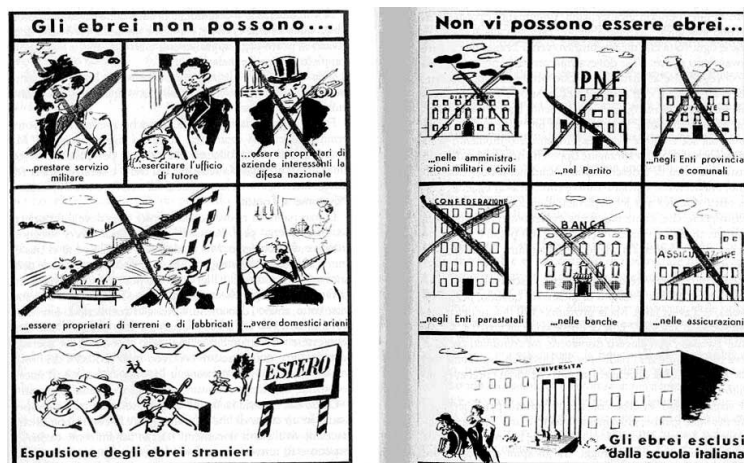 Gli ebrei non possono...
...prestare servizio
militare
...esercitare l'ufficio
di tutore
...essere proprietari di
aziende interessanti la
difesa nazionale
...essere proprietari di terreni e di fabbricati
...avere domestici ariani
ESTERO
Espulsione degli ebrei stranieri
Non vi possono essere ebrei...
...nelle amministra-
zioni militari e civili
PNF
...nel Partito
...negli Enti provincia
e comunali
CONFEDERAZIONE
...negli Enti parastatali
BANCA
...nelle banche
ASSICURAZIONE
...nelle assicurazioni
UNIVERSITA'
Gli ebrei esclusi
dalla scuola italiana